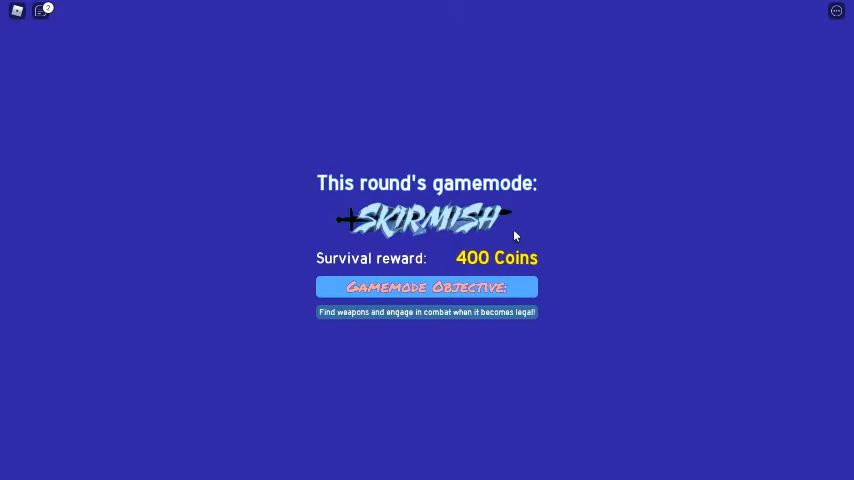 2
This round's gamemode:
SKIRMISH
Survival reward: 400 Coins
Gamemode Objective:
Find weapons and engage in combat when it becomes legal!